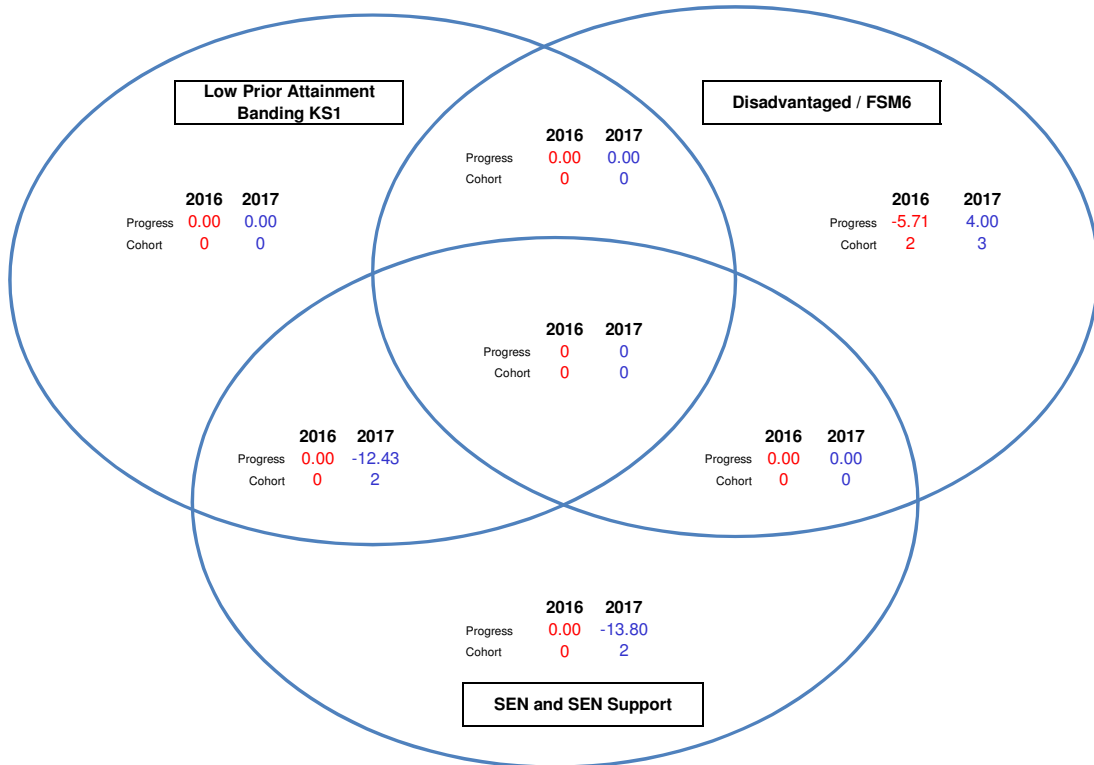 Low Prior Attainment
Banding KS1
Disadvantaged / FSM6
2016 2017
Progress 0.00 0.00
Cohort 0 0
2016 2017
Progress 0.00 0.00
Cohort 0 0
2016 2017
Progress -5.71 4.00
Cohort 2 3
2016 2017
Progress 0 0
Cohort 0 0
2016 2017
Progress 0.00 -12.43
Cohort 0 2
2016 2017
Progress 0.00 0.00
Cohort 0 0
2016 2017
Progress 0.00 -13.80
Cohort 0 2
SEN and SEN Support